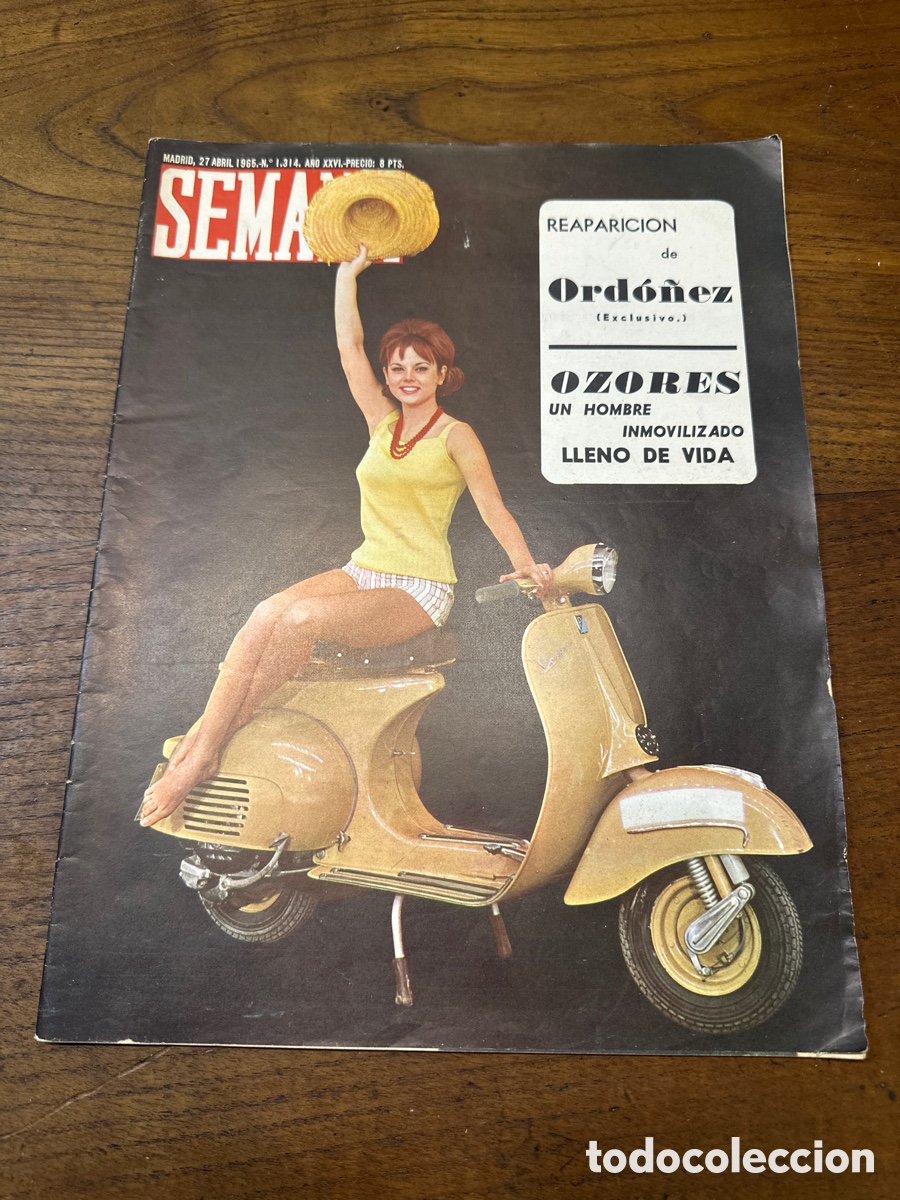 MADRID, 27 ABRIL 1965.-N.º 1.314. AÑO XXVI.-PRECIO: 8 PTS.
SEMANA
REAPARICION
de
Ordóñez
(Exclusivo.)
OZORES
UN HOMBRE
INMOVILIZADO
LLENO DE VIDA
Vespa
todocoleccion